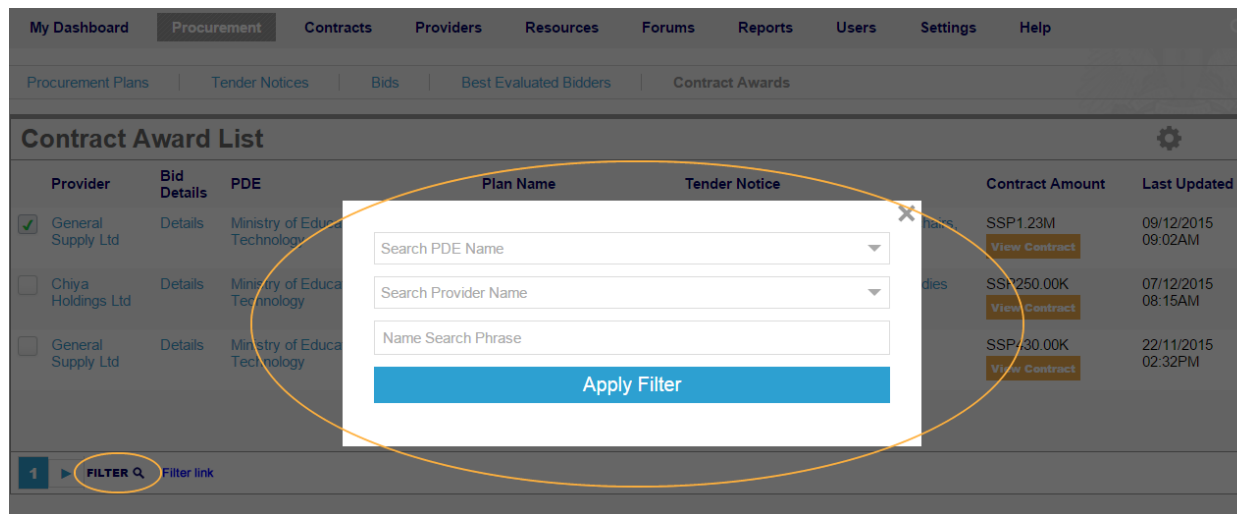 My Dashboard Procurement Contracts Providers Resources Forums Reports Users Settings Help
Procurement Plans Tender Notices Bids Best Evaluated Bidders Contract Awards
Contract Award List
Provider Bid Details PDE Plan Name Tender Notice Contract Amount Last Updated
General Supply Ltd Details Ministry of Educa Technology SSP1.23M View Contract 09/12/2015 09:02AM
Chiya Holdings Ltd Details Ministry of Educa Technology dies SSP250.00K View Contract 07/12/2015 08:15AM
General Supply Ltd Details Ministry of Educa Technology SSP430.00K View Contract 22/11/2015 02:32PM
Search PDE Name
Search Provider Name
Name Search Phrase
Apply Filter
1 FILTER Filter link